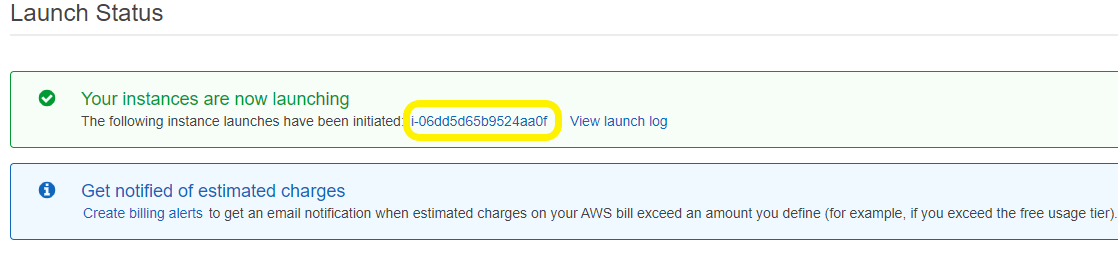 Launch Status
Your instances are now launching
The following instance launches have been initiated: i-06dd5d65b9524aa0f View launch log
Get notified of estimated charges
Create billing alerts to get an email notification when estimated charges on your AWS bill exceed an amount you define (for example, if you exceed the free usage tier).